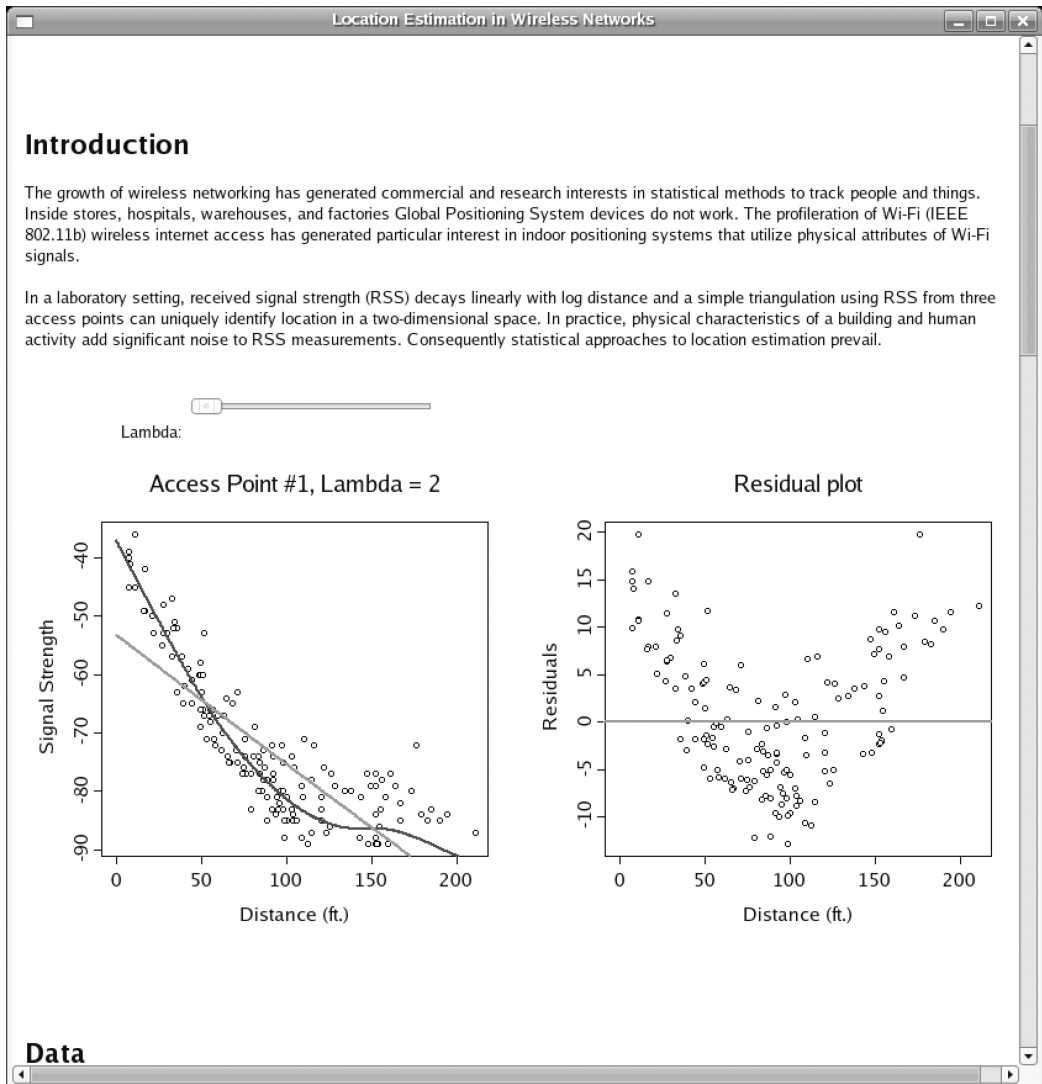 Location Estimation in Wireless Networks
Introduction
The growth of wireless networking has generated commercial and research interests in statistical methods to track people and things.
Inside stores, hospitals, warehouses, and factories Global Positioning System devices do not work. The profileration of Wi-Fi (IEEE
802.11b) wireless internet access has generated particular interest in indoor positioning systems that utilize physical attributes of Wi-Fi
signals.
In a laboratory setting, received signal strength (RSS) decays linearly with log distance and a simple triangulation using RSS from three
access points can uniquely identify location in a two-dimensional space. In practice, physical characteristics of a building and human
activity add significant noise to RSS measurements. Consequently statistical approaches to location estimation prevail.
Lambda:
Access Point #1, Lambda = 2
Signal Strength
-40
-50
-60
-70
-80
-90
0 50 100 150 200
Distance (ft.)
Residual plot
Residuals
20
15
10
5
0
-5
-10
0 50 100 150 200
Distance (ft.)
Data